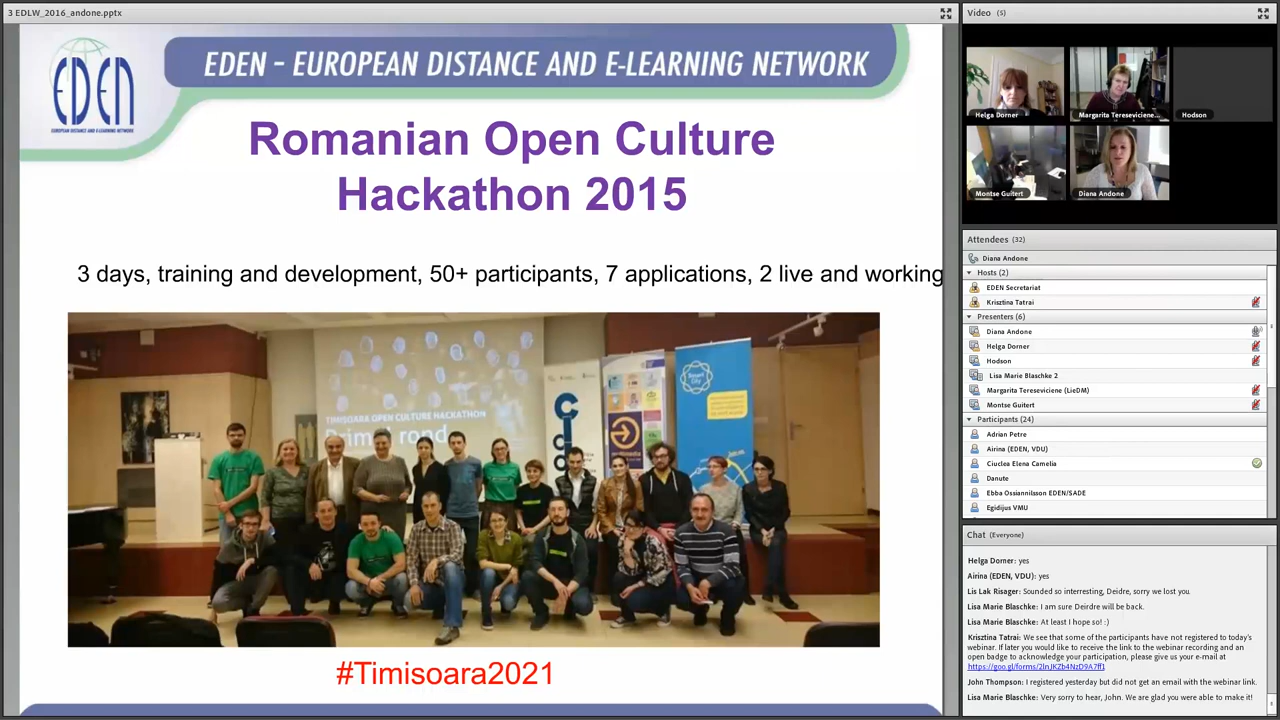 3 EDLW_2016_andone.pptx
EDEN
EUROPEAN DISTANCE AND E-LEARNING NETWORK
EDEN – EUROPEAN DISTANCE AND E-LEARNING NETWORK
Romanian Open Culture
Hackathon 2015
3 days, training and development, 50+ participants, 7 applications, 2 live and working
TIMISOARA OPEN CULTURE HACKATHON
Smart
City
#Timisoara2021
Video (5)
Helga Dorner
Margarita Tereseviciene...
Hodson
Montse Guitert
Diana Andone
Attendees (32)
Diana Andone
Hosts (2)
EDEN Secretariat
Krisztina Tatrai
Presenters (6)
Diana Andone
Helga Dorner
Hodson
Lisa Marie Blaschke 2
Margarita Tereseviciene (LieDM)
Montse Guitert
Participants (24)
Adrian Petre
Airina (EDEN, VDU)
Ciuclea Elena Camelia
Danute
Ebba Ossiannilsson EDEN/SADE
Egidijus VMU
Chat (Everyone)
Helga Dorner: yes
Airina (EDEN, VDU): yes
Lis Lak Risager: Sounded so interresting, Deidre, sorry we lost you.
Lisa Marie Blaschke: I am sure Deirdre will be back.
Lisa Marie Blaschke: At least I hope so! :)
Krisztina Tatrai: We see that some of the participants have not registered to today's
webinar. If later you would like to receive the link to the webinar recording and an
open badge to acknowledge your participation, please give us your e-mail at
https://goo.gl/forms/2lnJKZb4NzD9A7ff1
John Thompson: I registered yesterday but did not get an email with the webinar link.
Lisa Marie Blaschke: Very sorry to hear, John. We are glad you were able to make it!